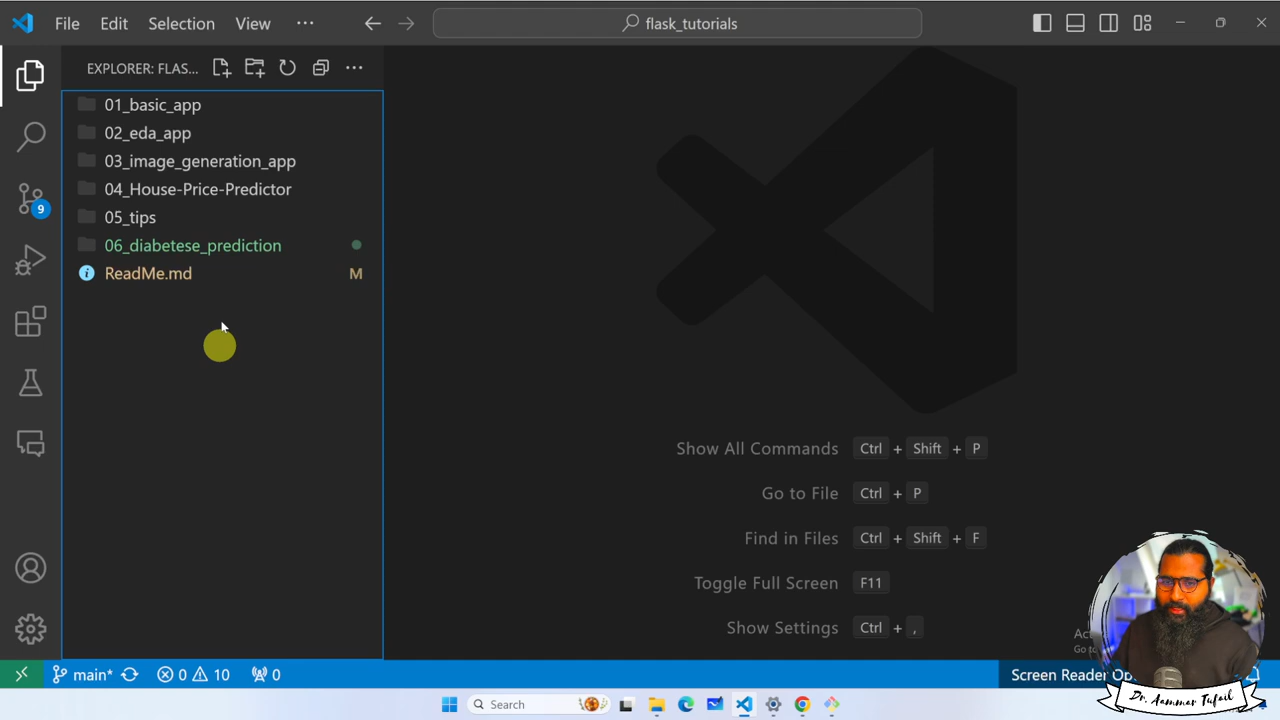 File Edit Selection View ··· flask_tutorials
EXPLORER: FLAS... ···
01_basic_app
02_eda_app
03_image_generation_app
04_House-Price-Predictor
05_tips
06_diabetese_prediction
ReadMe.md M
9
Show All Commands Ctrl + Shift + P
Go to File Ctrl + P
Find in Files Ctrl + Shift + F
Toggle Full Screen F11
Show Settings Ctrl + ,
main* 0 10 0 Screen Reader
Dr. Aammar Tufail
Search